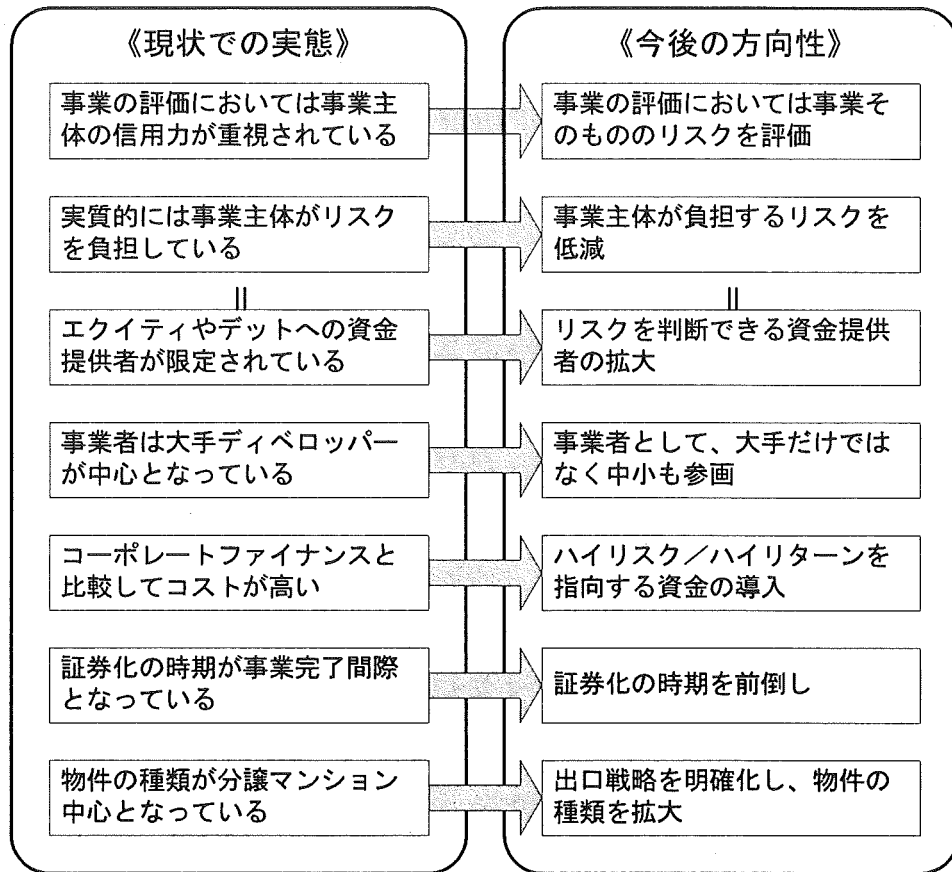 《現状での実態》
《今後の方向性》
事業の評価においては事業主
体の信用力が重視されている
事業の評価においては事業そ
のもののリスクを評価
実質的には事業主体がリスク
を負担している
事業主体が負担するリスクを
低減
||
||
エクイティやデットへの資金
提供者が限定されている
リスクを判断できる資金提供
者の拡大
事業者は大手ディベロッパー
が中心となっている
事業者として、大手だけでは
なく中小も参画
コーポレートファイナンスと
比較してコストが高い
ハイリスク／ハイリターンを
指向する資金の導入
証券化の時期が事業完了間際
となっている
証券化の時期を前倒し
物件の種類が分譲マンション
中心となっている
出口戦略を明確化し、物件の
種類を拡大